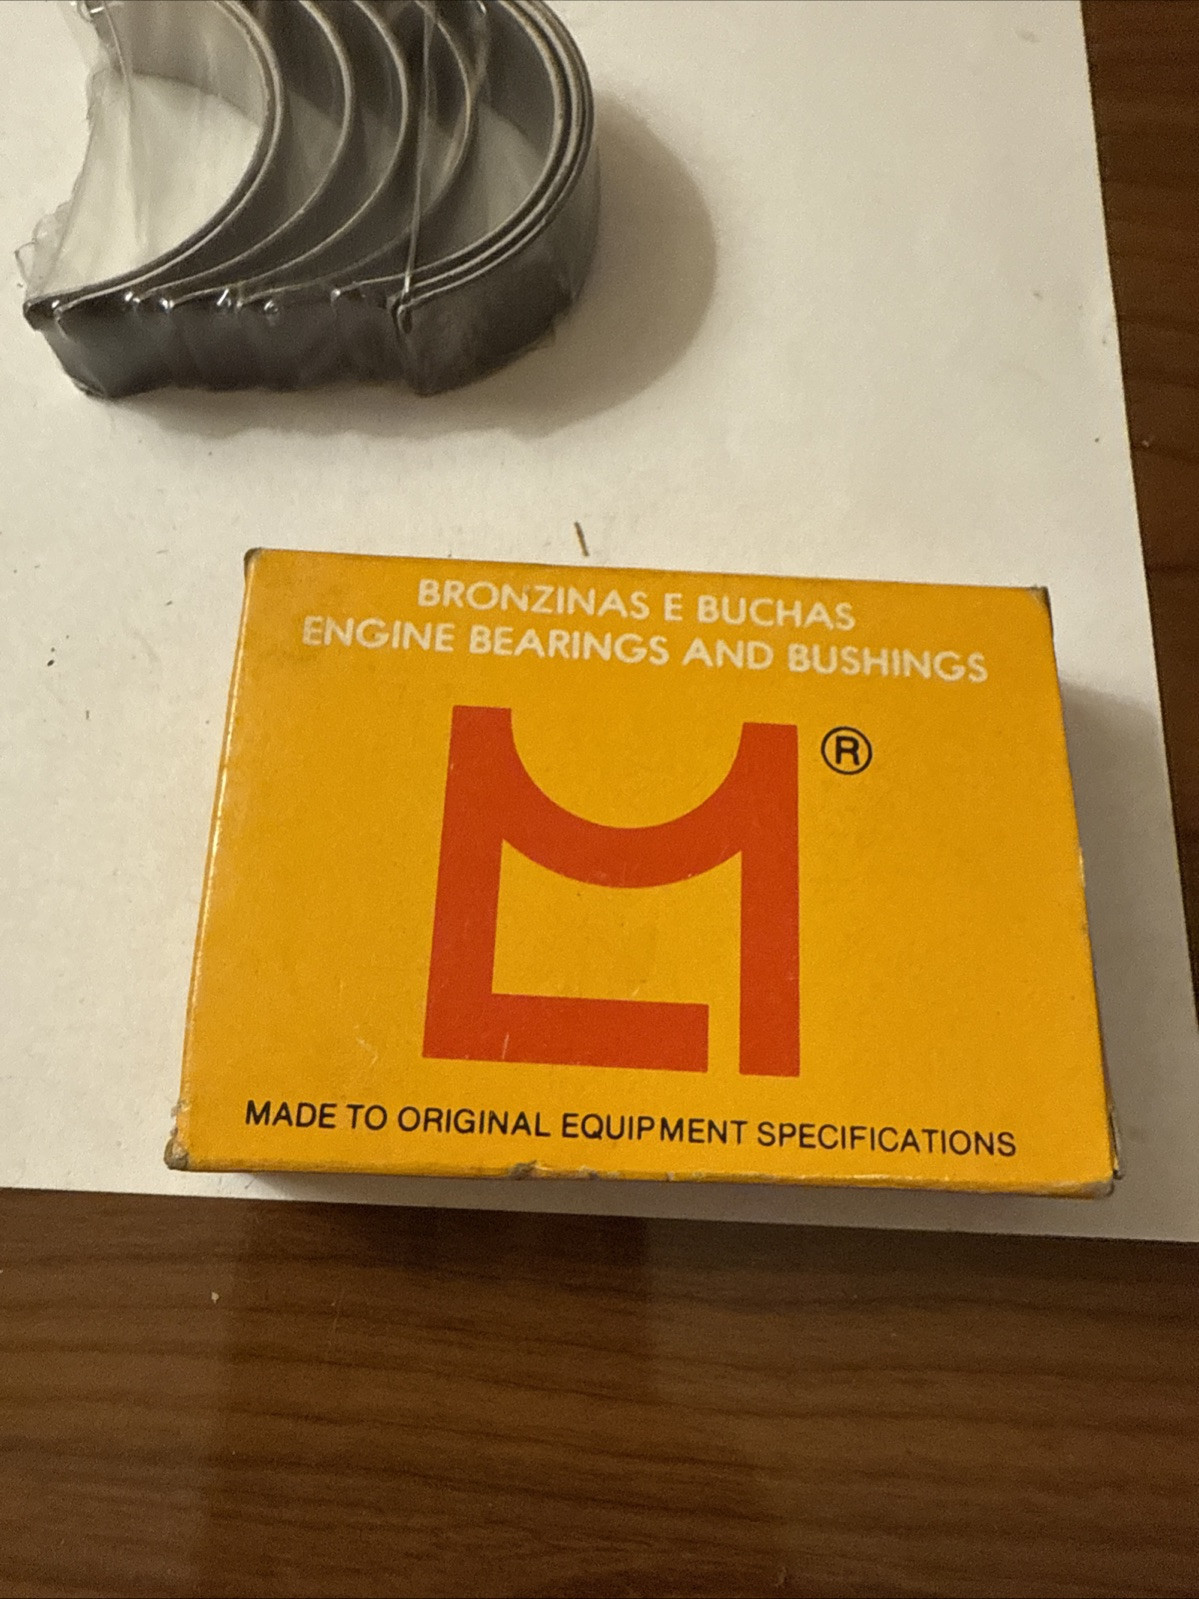 BRONZINAS E BUCHAS
ENGINE BEARINGS AND BUSHINGS
®
MADE TO ORIGINAL EQUIPMENT SPECIFICATIONS